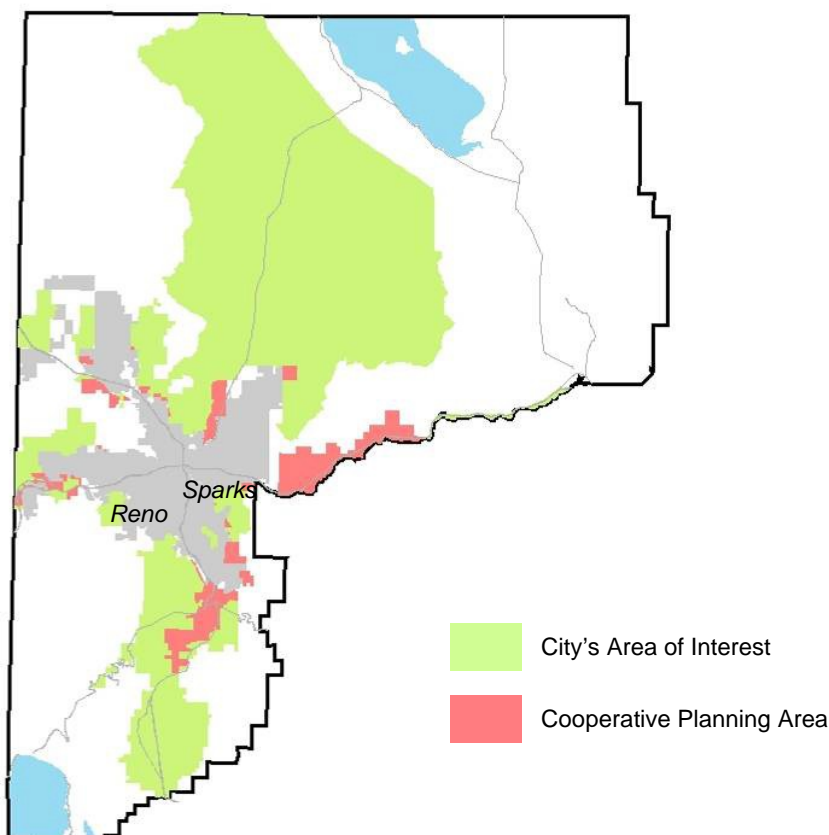 Sparks
Reno
City’s Area of Interest
Cooperative Planning Area